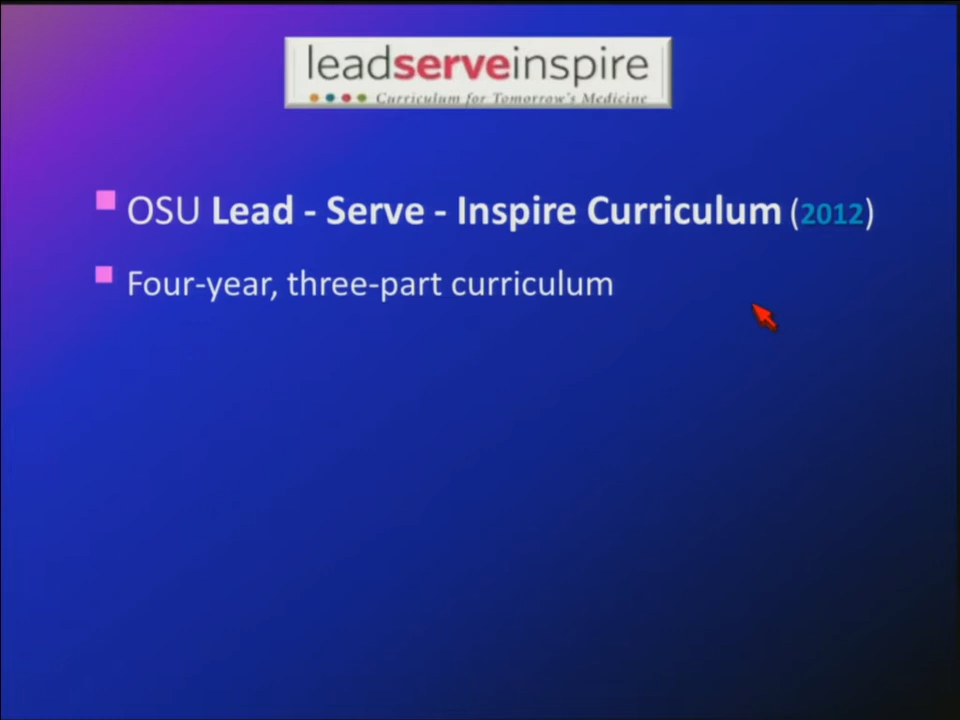 leadserveinspire
Curriculum for Tomorrow's Medicine
OSU Lead - Serve - Inspire Curriculum (2012)
Four-year, three-part curriculum